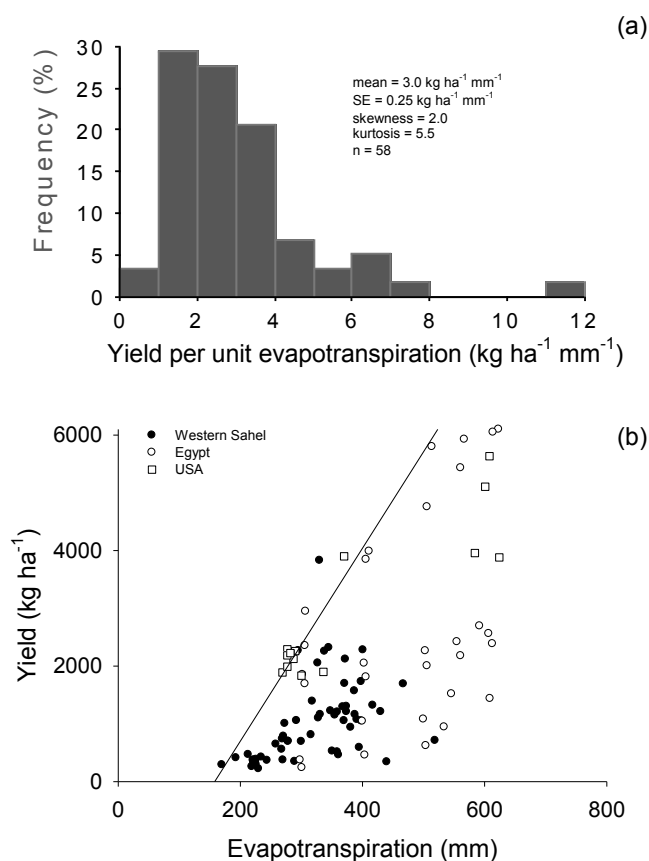 (a)
30
25
20
15
10
5
0
Frequency (%)
mean = 3.0 kg ha⁻¹ mm⁻¹
SE = 0.25 kg ha⁻¹ mm⁻¹
skewness = 2.0
kurtosis = 5.5
n = 58
0 2 4 6 8 10 12
Yield per unit evapotranspiration (kg ha⁻¹ mm⁻¹)
(b)
6000
4000
2000
0
Yield (kg ha⁻¹)
Western Sahel
Egypt
USA
0 200 400 600 800
Evapotranspiration (mm)